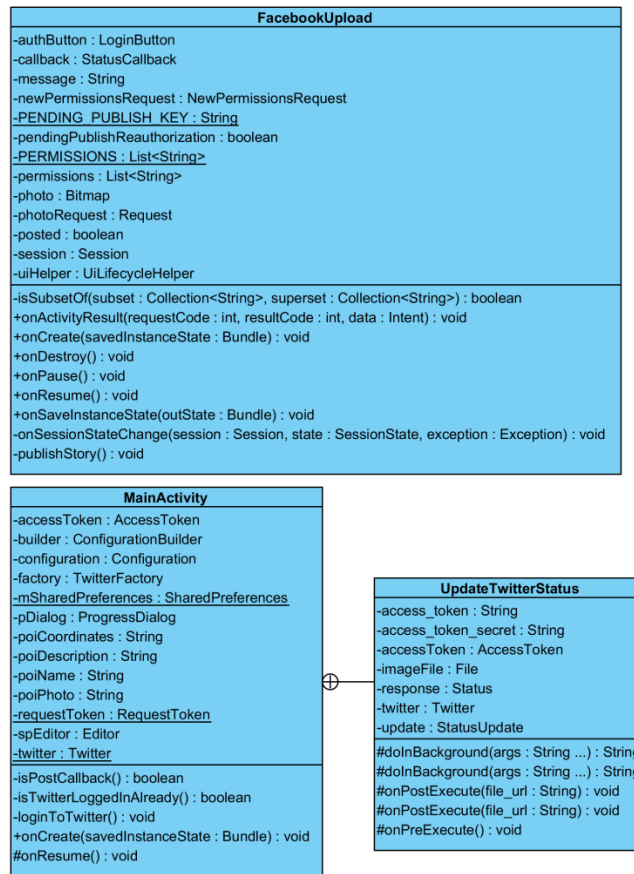 FacebookUpload
-authButton : LoginButton
-callback : StatusCallback
-message : String
-newPermissionsRequest : NewPermissionsRequest
-PENDING_PUBLISH_KEY : String
-pendingPublishReauthorization : boolean
-PERMISSIONS : List<String>
-permissions : List<String>
-photo : Bitmap
-photoRequest : Request
-posted : boolean
-session : Session
-uiHelper : UiLifecycleHelper
-isSubsetOf(subset : Collection<String>, superset : Collection<String>) : boolean
+onActivityResult(requestCode : int, resultCode : int, data : Intent) : void
+onCreate(savedInstanceState : Bundle) : void
+onDestroy() : void
+onPause() : void
+onResume() : void
+onSaveInstanceState(outState : Bundle) : void
-onSessionStateChange(session : Session, state : SessionState, exception : Exception) : void
-publishStory() : void
MainActivity
-accessToken : AccessToken
-builder : ConfigurationBuilder
-configuration : Configuration
-factory : TwitterFactory
-mSharedPreferences : SharedPreferences
-pDialog : ProgressDialog
-poiCoordinates : String
-poiDescription : String
-poiName : String
-poiPhoto : String
-requestToken : RequestToken
-spEditor : Editor
-twitter : Twitter
-isPostCallback() : boolean
-isTwitterLoggedInAlready() : boolean
-loginToTwitter() : void
+onCreate(savedInstanceState : Bundle) : void
#onResume() : void
UpdateTwitterStatus
-access_token : String
-access_token_secret : String
-accessToken : AccessToken
-imageFile : File
-response : Status
-twitter : Twitter
-update : StatusUpdate
#doInBackground(args : String ...) : String
#doInBackground(args : String ...) : String
#onPostExecute(file_url : String) : void
#onPostExecute(file_url : String) : void
#onPreExecute() : void